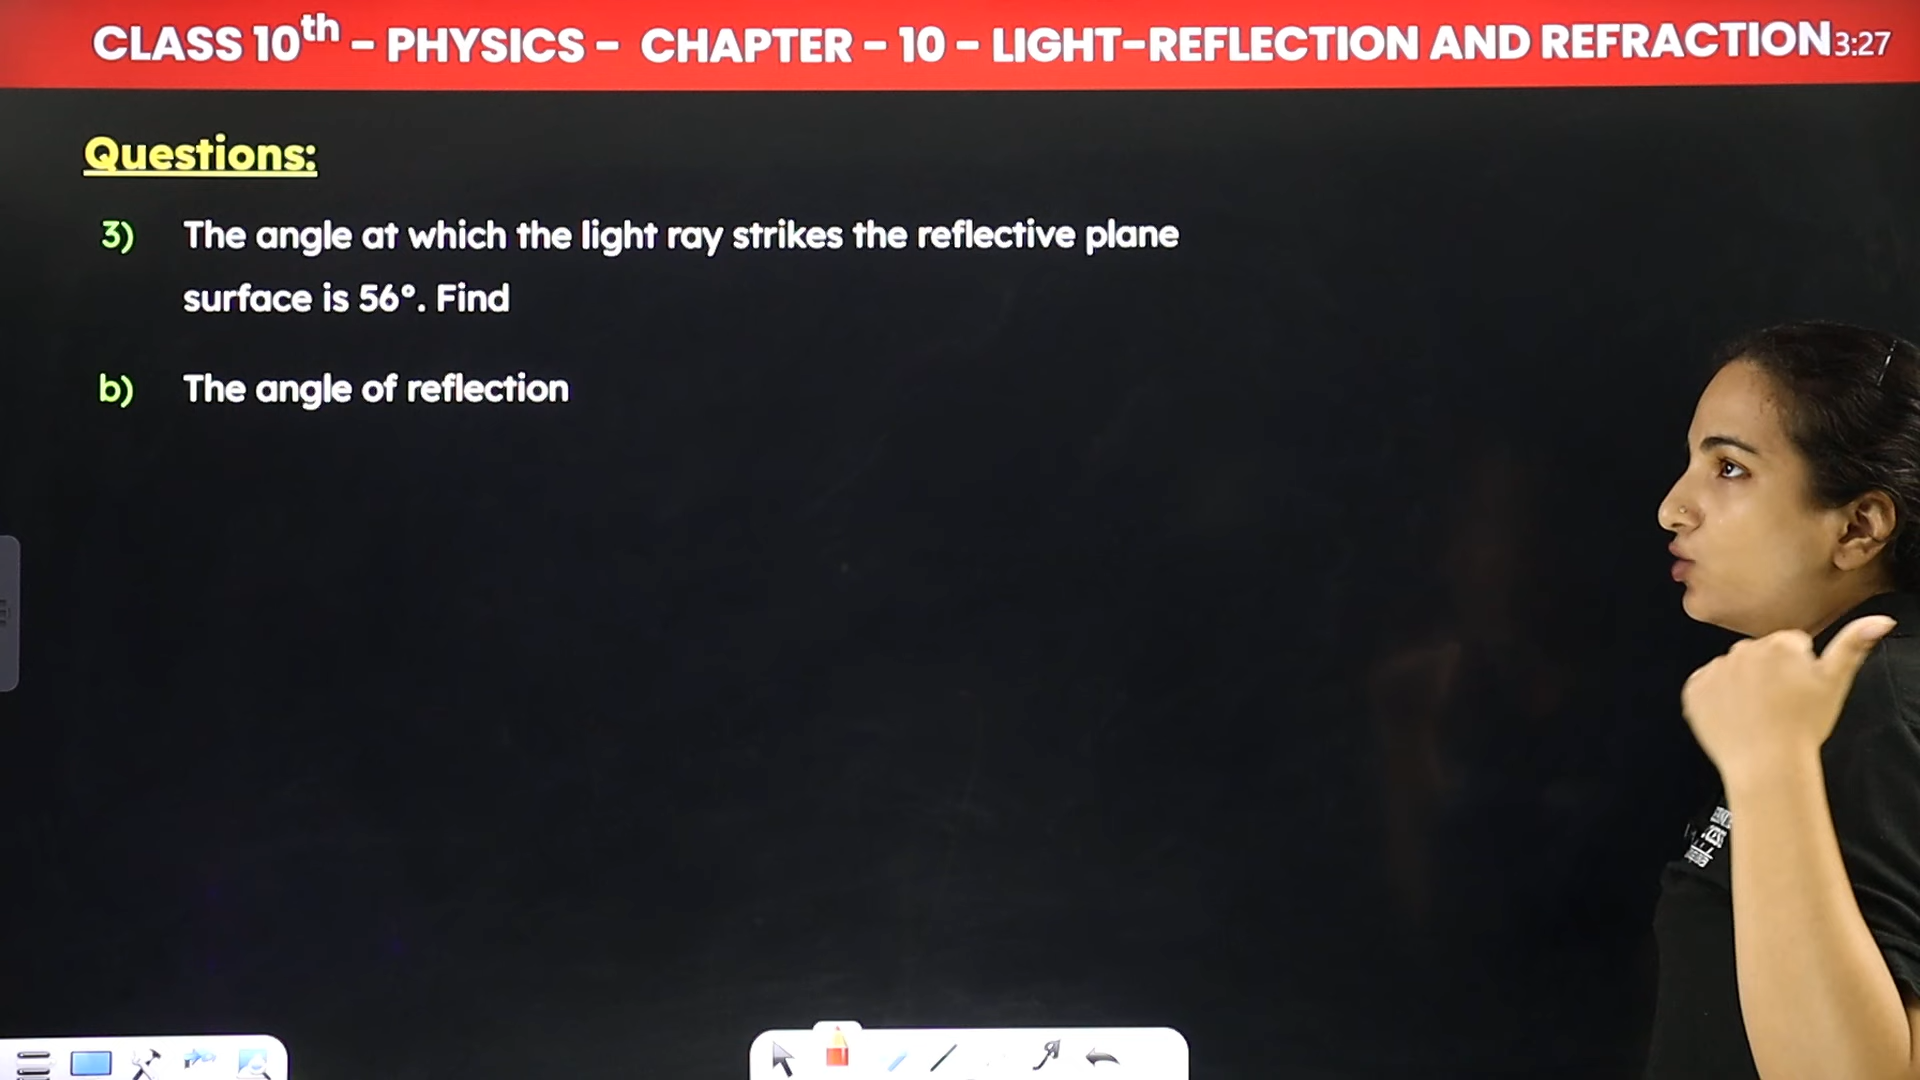 CLASS 10th - PHYSICS - CHAPTER - 10 - LIGHT-REFLECTION AND REFRACTION 3:27
Questions:
3) The angle at which the light ray strikes the reflective plane
surface is 56°. Find
b) The angle of reflection